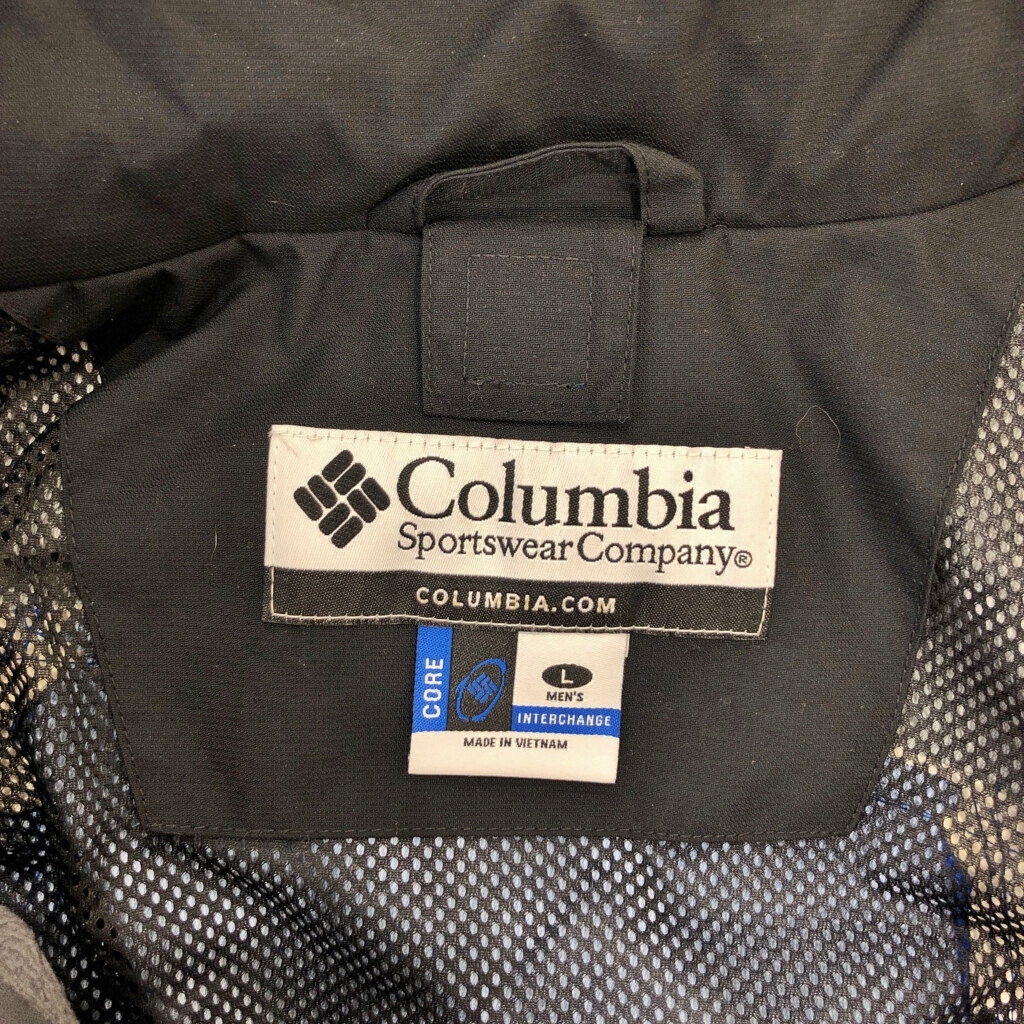 Columbia
Sportswear Company®
COLUMBIA.COM
CORE
L
MEN'S
INTERCHANGE
MADE IN VIETNAM